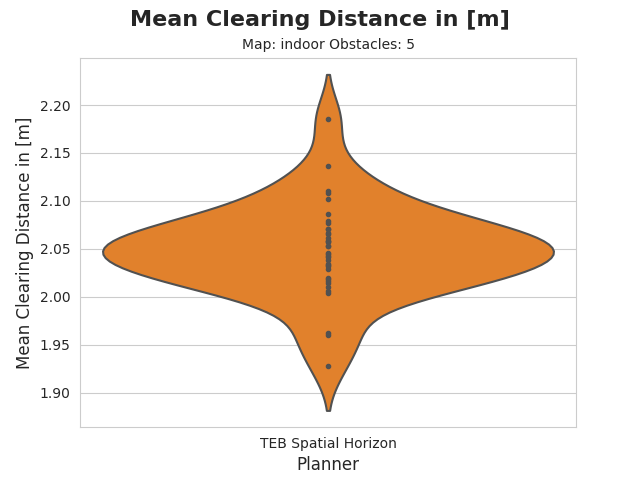 Mean Clearing Distance in [m]
Map: indoor Obstacles: 5
Mean Clearing Distance in [m]
2.20
2.15
2.10
2.05
2.00
1.95
1.90
TEB Spatial Horizon
Planner